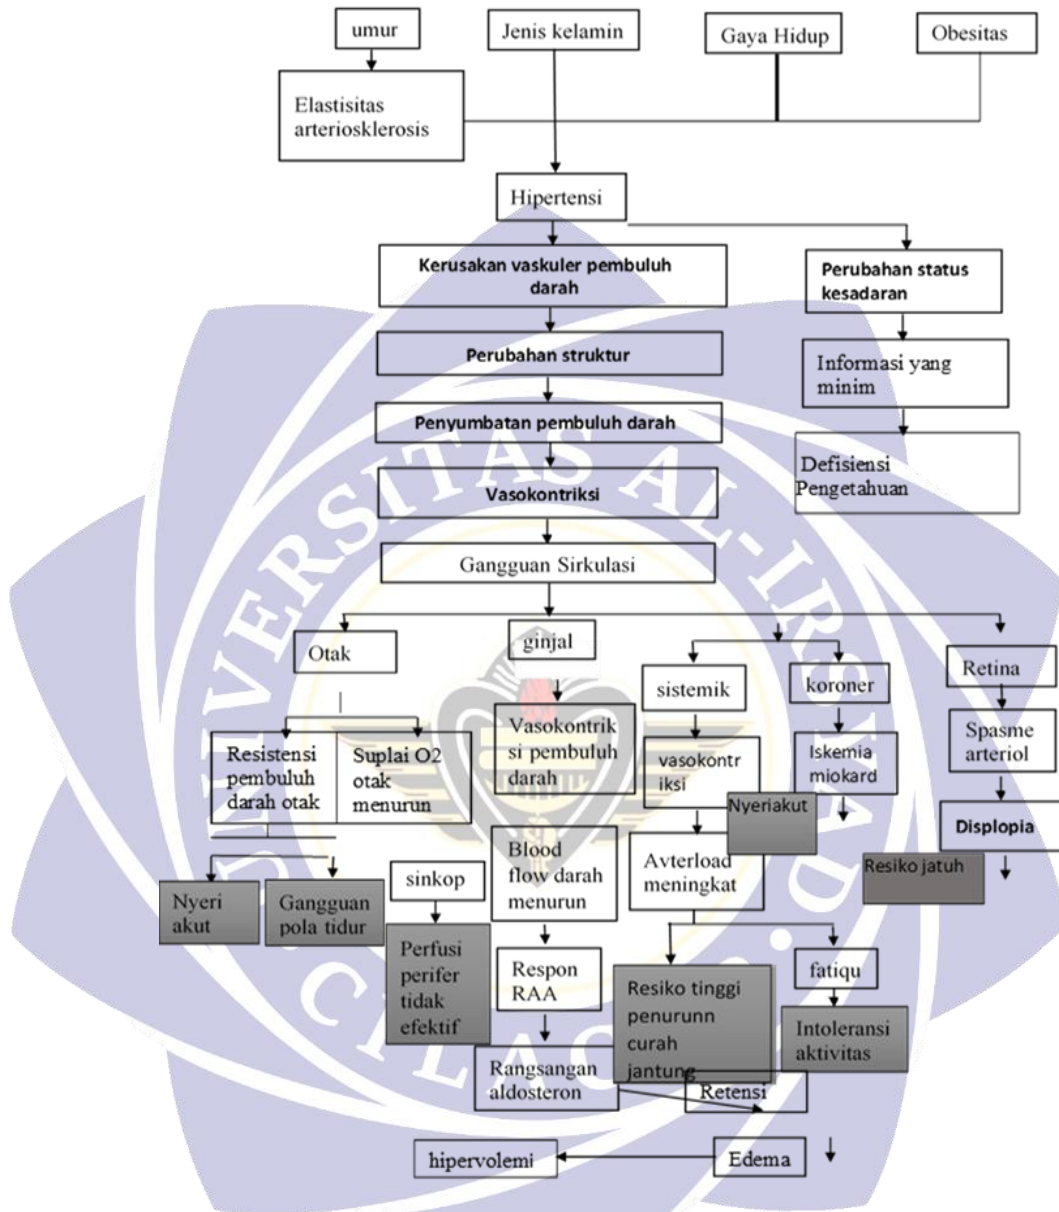 umur
Jenis kelamin
Gaya Hidup
Obesitas
Elastisitas
arteriosklerosis
Hipertensi
Kerusakan vaskuler pembuluh
darah
Perubahan status
kesadaran
Perubahan struktur
Informasi yang
minim
Penyumbatan pembuluh darah
Defisiensi
Pengetahuan
Vasokontriksi
Gangguan Sirkulasi
Otak
ginjal
sistemik
koroner
Retina
Resistensi
pembuluh
darah otak
Suplai O2
otak
menurun
Vasokontrik
si pembuluh
darah
vasokontr
iksi
Iskemia
miokard
Spasme
arteriol
Nyeriakut
Displopia
Blood
flow darah
menurun
Avterload
meningkat
Resiko jatuh
Nyeri
akut
Gangguan
pola tidur
sinkop
Perfusi
perifer
tidak
efektif
Respon
RAA
Resiko tinggi
penurunn
curah
jantung
fatiqu
Intoleransi
aktivitas
Rangsangan
aldosteron
Retensi
hipervolemi
Edema
UNIVERSITAS AL-IRSYAD
CILACAP